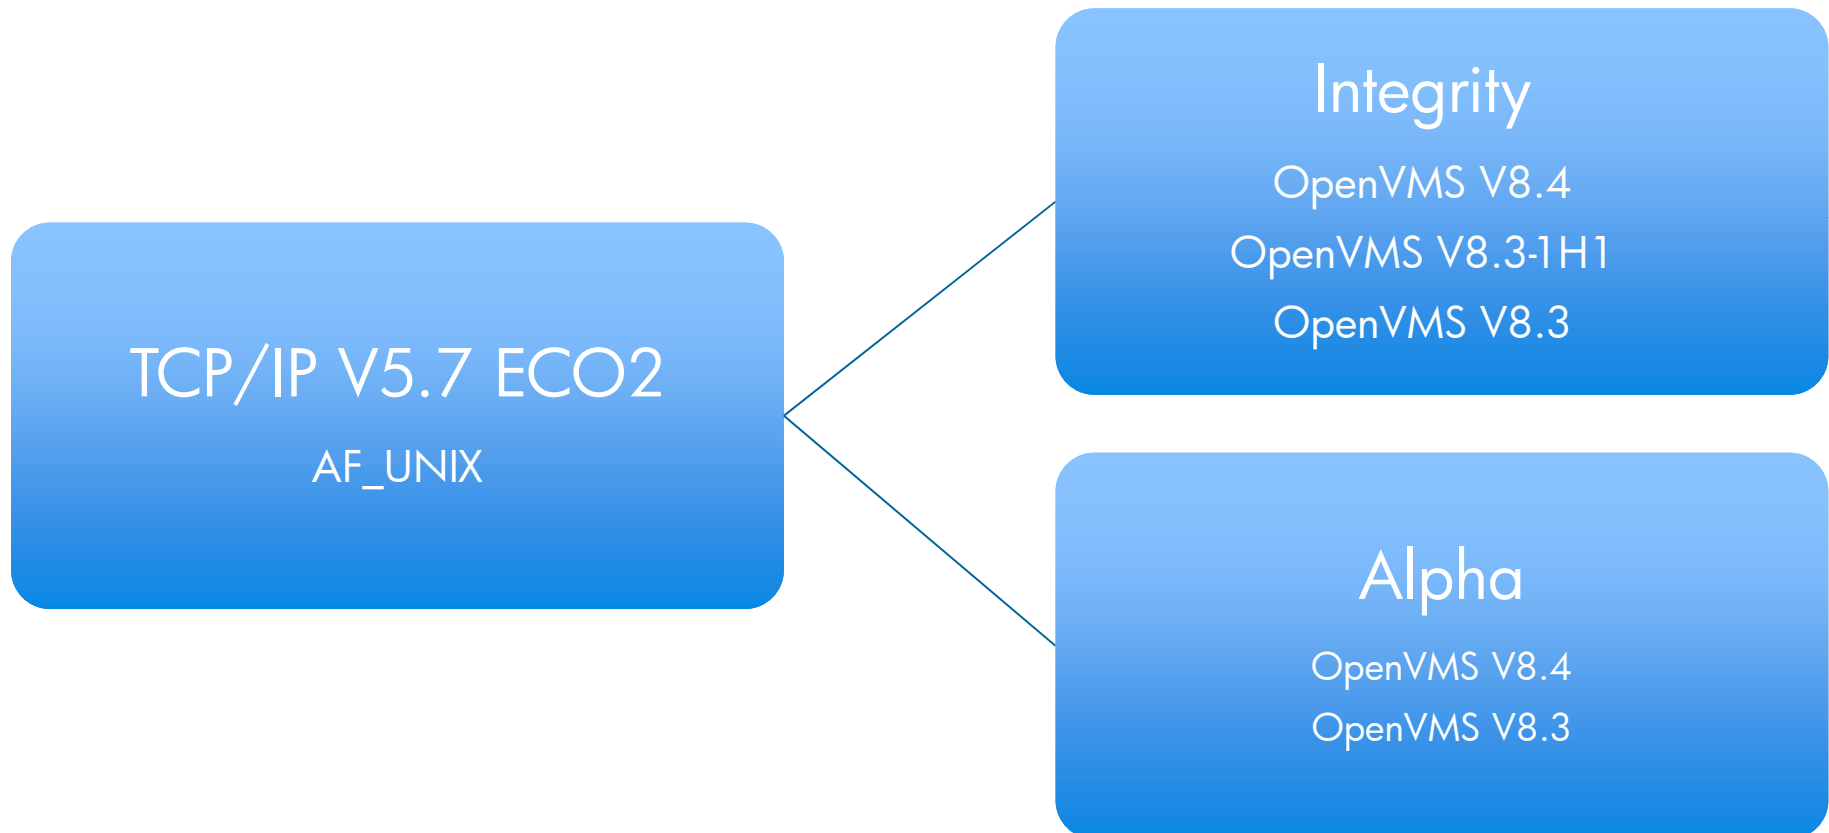 TCP/IP V5.7 ECO2
AF_UNIX
Integrity
OpenVMS V8.4
OpenVMS V8.3-1H1
OpenVMS V8.3
Alpha
OpenVMS V8.4
OpenVMS V8.3